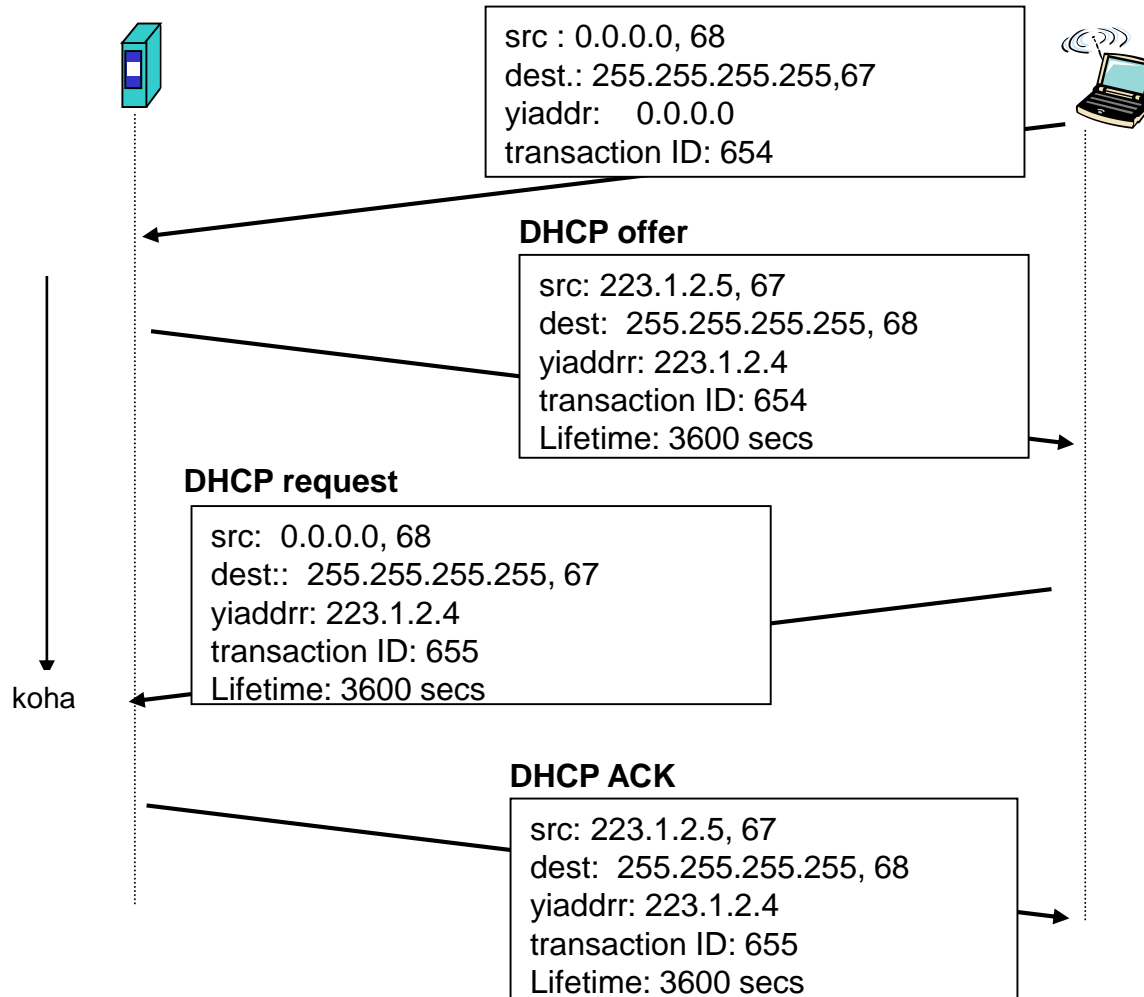 src : 0.0.0.0, 68
dest.: 255.255.255.255,67
yiaddr: 0.0.0.0
transaction ID: 654
DHCP offer
src: 223.1.2.5, 67
dest: 255.255.255.255, 68
yiaddrr: 223.1.2.4
transaction ID: 654
Lifetime: 3600 secs
DHCP request
src: 0.0.0.0, 68
dest:: 255.255.255.255, 67
yiaddrr: 223.1.2.4
transaction ID: 655
Lifetime: 3600 secs
koha
DHCP ACK
src: 223.1.2.5, 67
dest: 255.255.255.255, 68
yiaddrr: 223.1.2.4
transaction ID: 655
Lifetime: 3600 secs